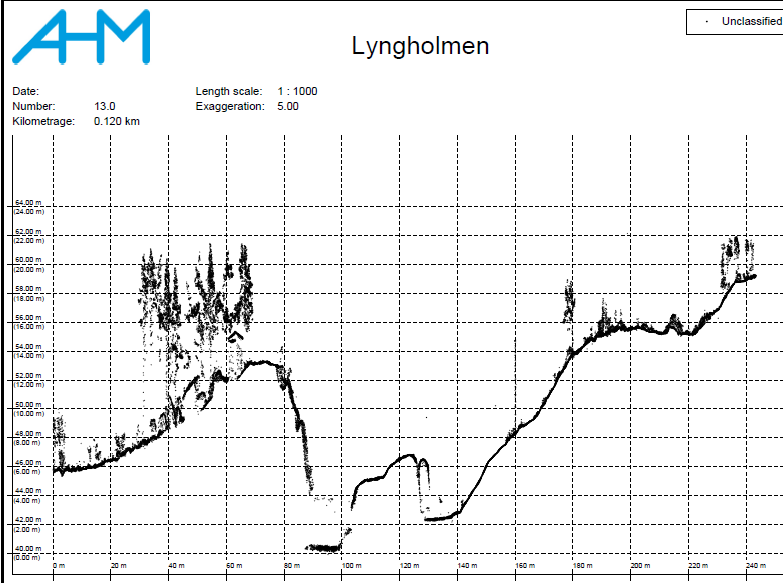 AHM
Unclassified
Lyngholmen
Date:
Length scale: 1 : 1000
Number: 13.0
Exaggeration: 5.00
Kilometrage: 0.120 km
64.00 m
(24.00 m)
62.00 m
(22.00 m)
60.00 m
(20.00 m)
58.00 m
(18.00 m)
56.00 m
(16.00 m)
54.00 m
(14.00 m)
52.00 m
(12.00 m)
50.00 m
(10.00 m)
48.00 m
(8.00 m)
46.00 m
(6.00 m)
44.00 m
(4.00 m)
42.00 m
(2.00 m)
40.00 m
(0.00 m)
0 m 20 m 40 m 60 m 80 m 100 m 120 m 140 m 160 m 180 m 200 m 220 m 240 m